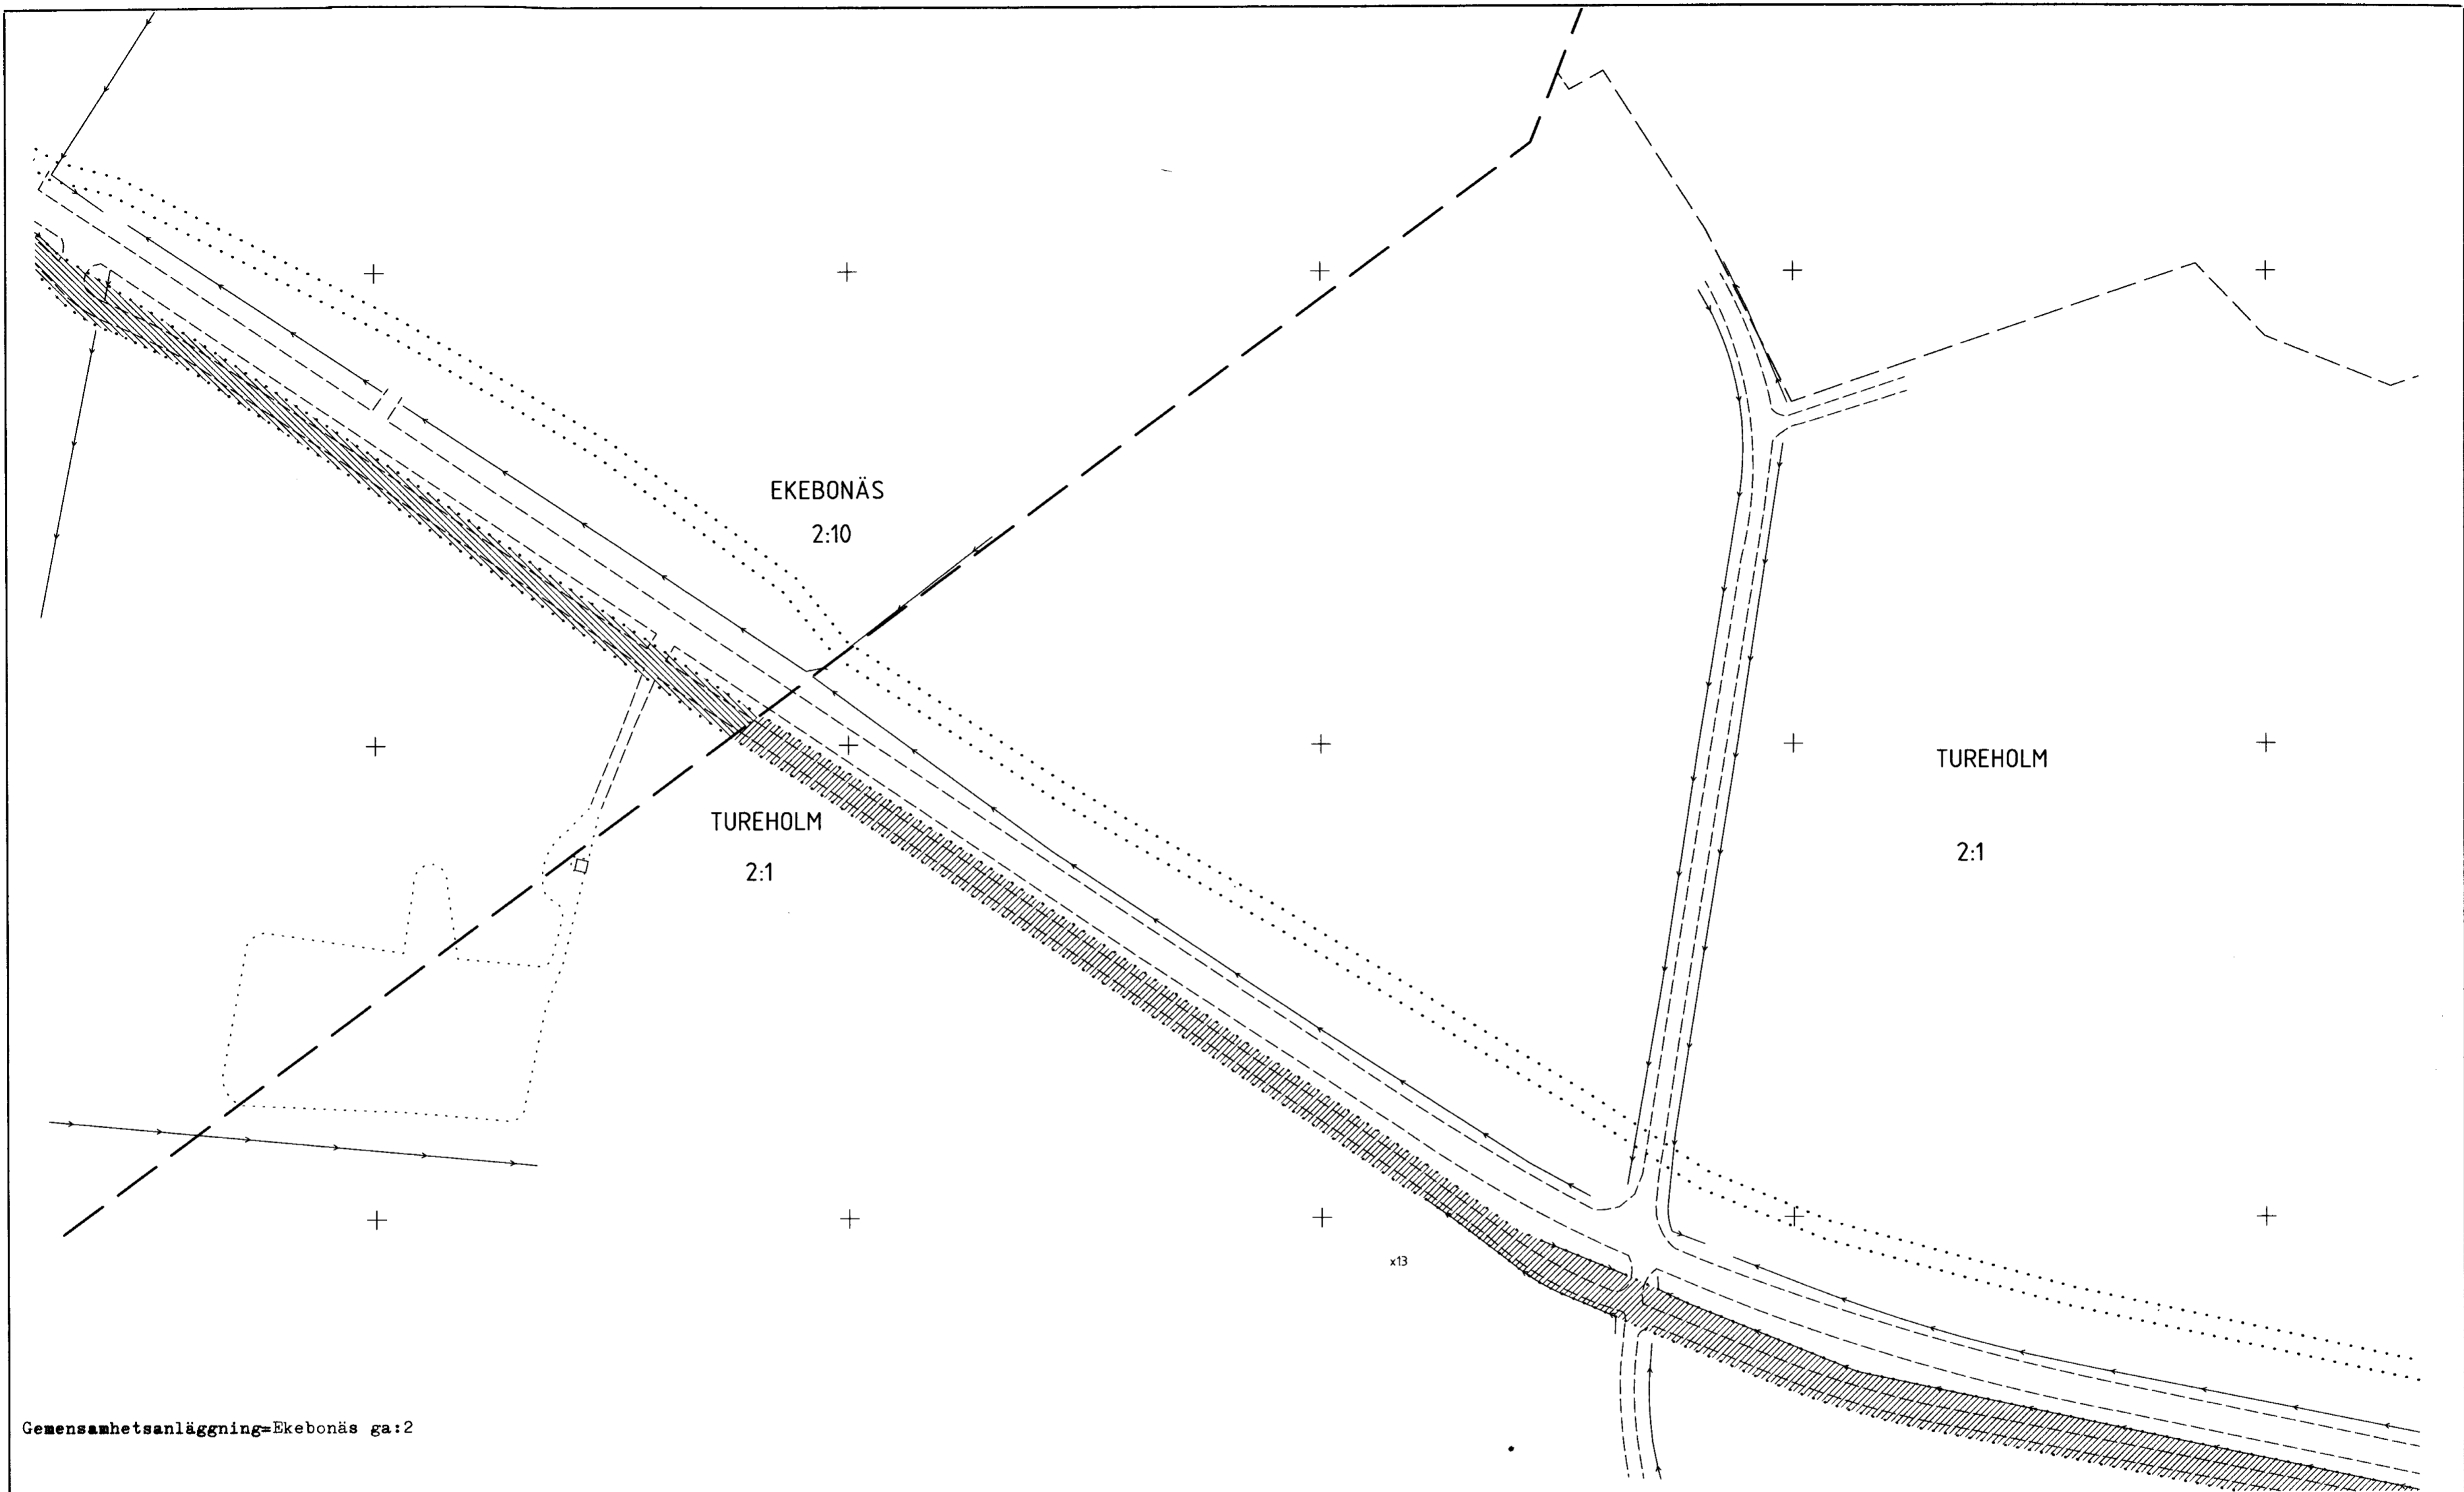 EKEBONÄS
2:10
TUREHOLM
2:1
TUREHOLM
2:1
x13
Gemensamhetsanläggning=Ekebonäs ga:2